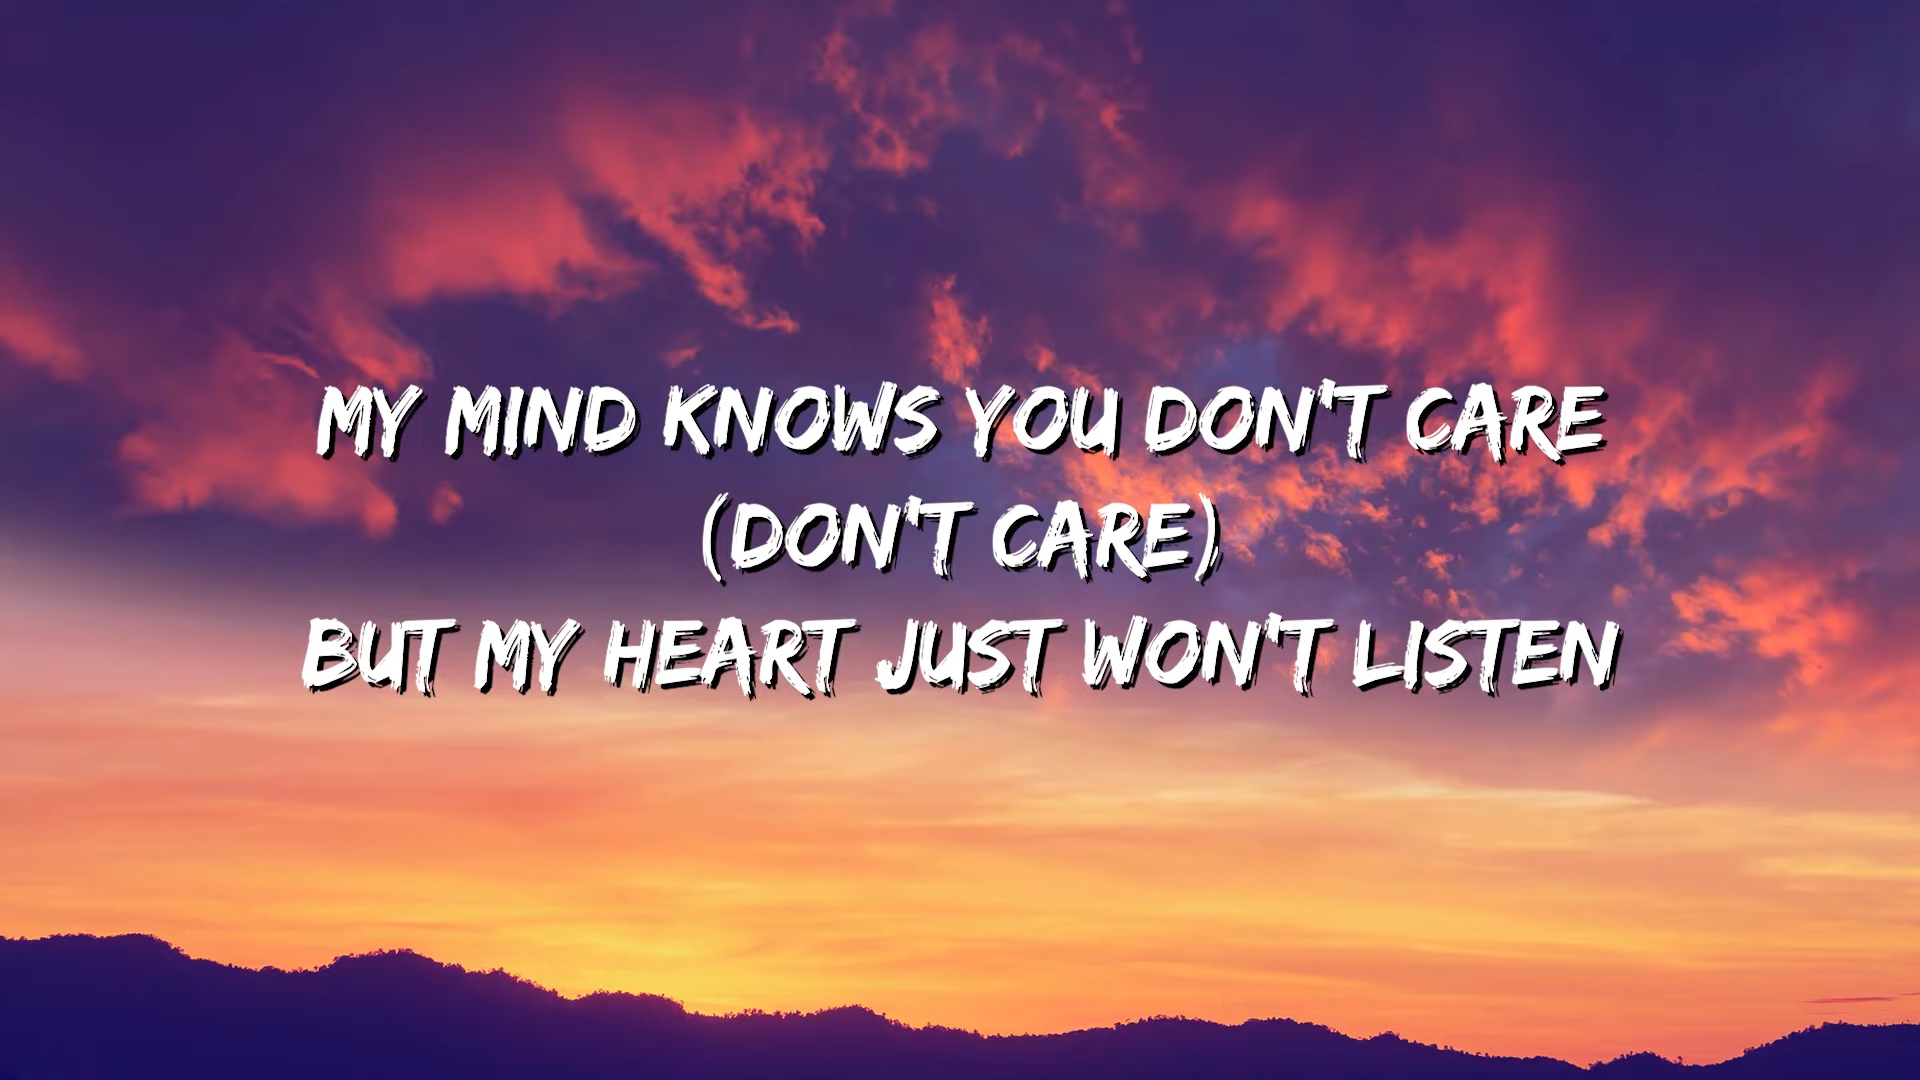 MY MIND KNOWS YOU DON'T CARE
(DON'T CARE)
BUT MY HEART JUST WON'T LISTEN